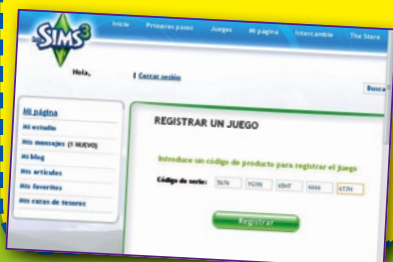 Los SIMS 3
Inicio Primeros pasos Juegos Mi página Intercambio The Store
Hola, | Cerrar sesión
Busca
Mi página
Mi estudio
Mis mensajes (1 NUEVO)
Mi blog
Mis artículos
Mis favoritos
Mis cazas de tesoros
REGISTRAR UN JUEGO
Introduce un código de producto para registrar el juego
Código de serie:
Registrar